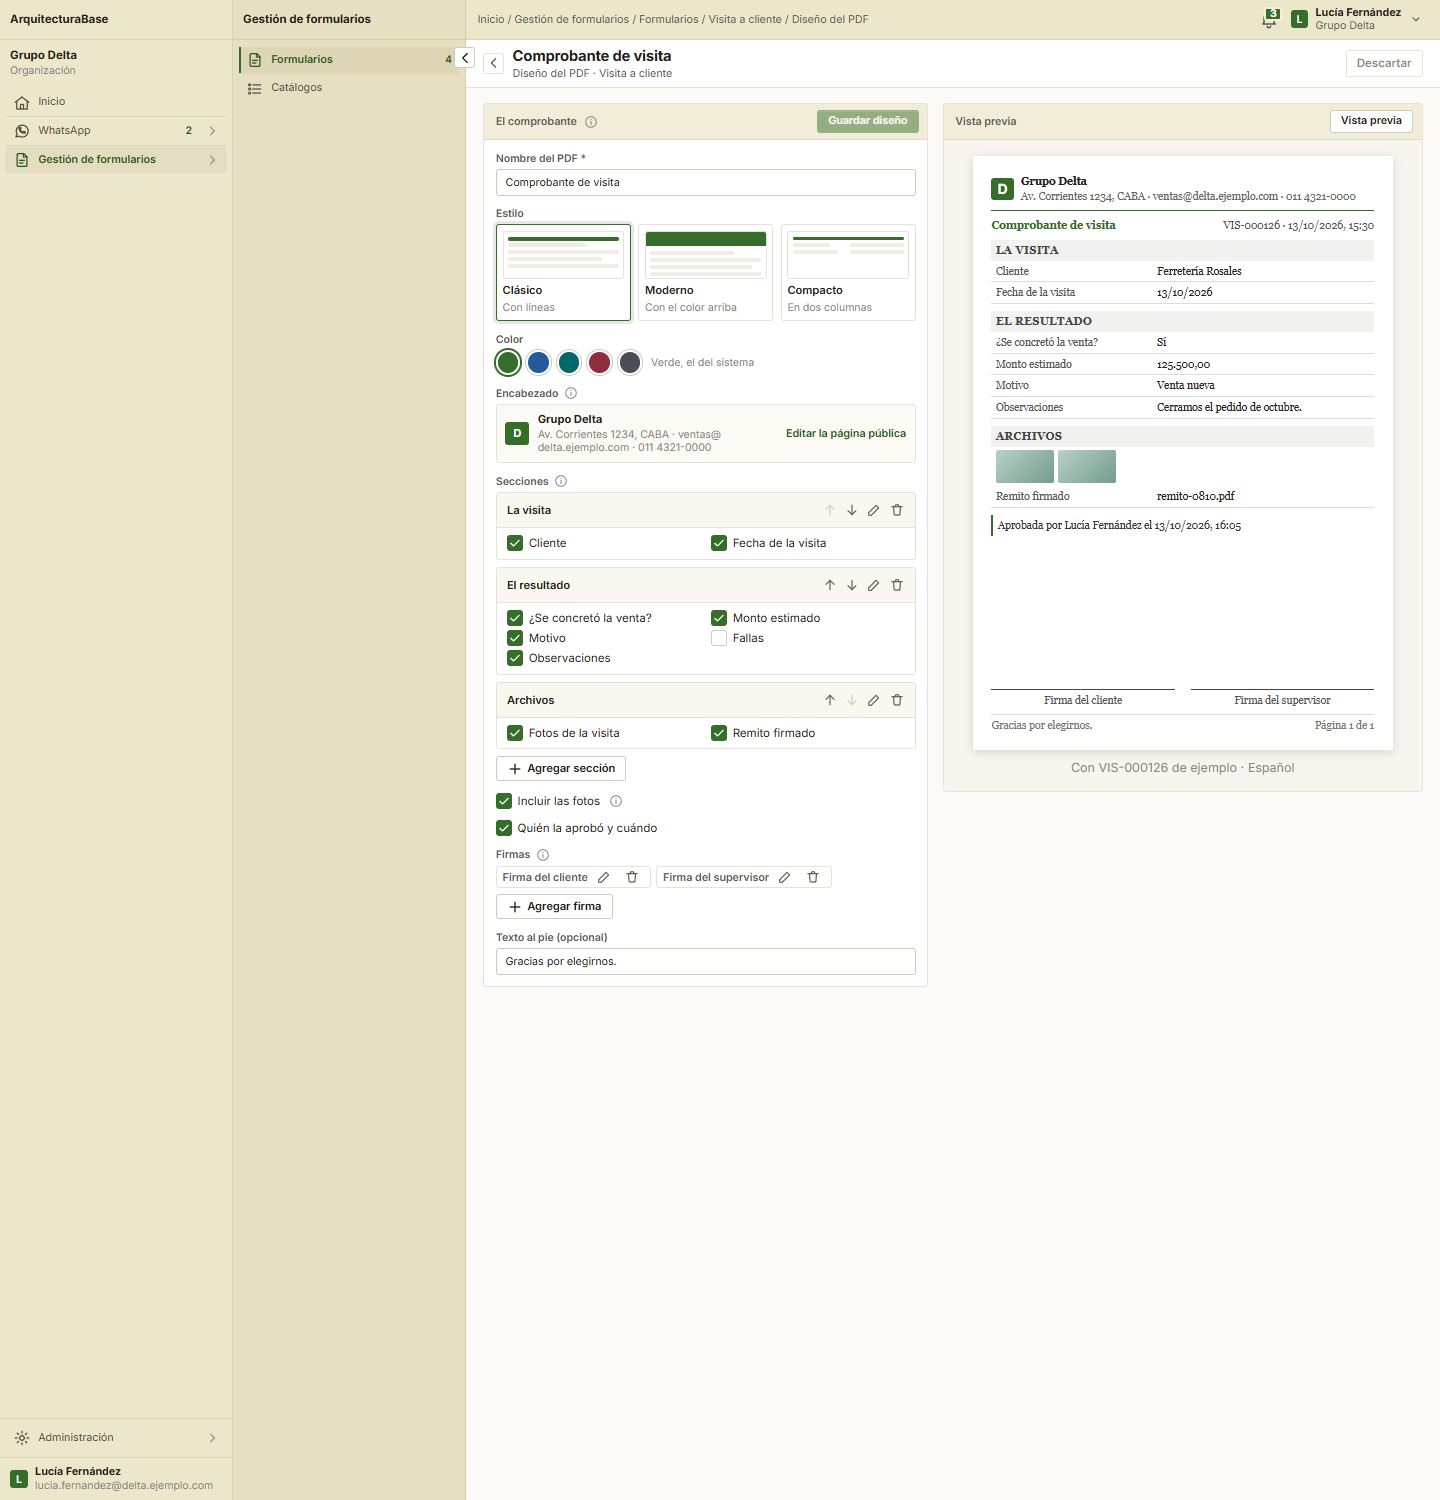 ArquitecturaBase
Grupo Delta
Organización
Inicio
WhatsApp 2
Gestión de formularios
Administración
L Lucía Fernández
lucia.fernandez@delta.ejemplo.com
Gestión de formularios
Formularios 4
Catálogos
Inicio / Gestión de formularios / Formularios / Visita a cliente / Diseño del PDF
3
L Lucía Fernández
Grupo Delta
Comprobante de visita
Diseño del PDF · Visita a cliente
Descartar
El comprobante
Guardar diseño
Nombre del PDF *
Comprobante de visita
Estilo
Clásico
Con líneas
Moderno
Con el color arriba
Compacto
En dos columnas
Color
Verde, el del sistema
Encabezado
D
Grupo Delta
Av. Corrientes 1234, CABA · ventas@
delta.ejemplo.com · 011 4321-0000
Editar la página pública
Secciones
La visita
Cliente
Fecha de la visita
El resultado
¿Se concretó la venta?
Monto estimado
Motivo
Fallas
Observaciones
Archivos
Fotos de la visita
Remito firmado
Agregar sección
Incluir las fotos
Quién la aprobó y cuándo
Firmas
Firma del cliente
Firma del supervisor
Agregar firma
Texto al pie (opcional)
Gracias por elegirnos.
Vista previa
Vista previa
D
Grupo Delta
Av. Corrientes 1234, CABA · ventas@delta.ejemplo.com · 011 4321-0000
Comprobante de visita VIS-000126 · 13/10/2026, 15:30
LA VISITA
Cliente Ferretería Rosales
Fecha de la visita 13/10/2026
EL RESULTADO
¿Se concretó la venta? Sí
Monto estimado 125.500,00
Motivo Venta nueva
Observaciones Cerramos el pedido de octubre.
ARCHIVOS
Remito firmado remito-0810.pdf
Aprobada por Lucía Fernández el 13/10/2026, 16:05
Firma del cliente Firma del supervisor
Gracias por elegirnos. Página 1 de 1
Con VIS-000126 de ejemplo · Español